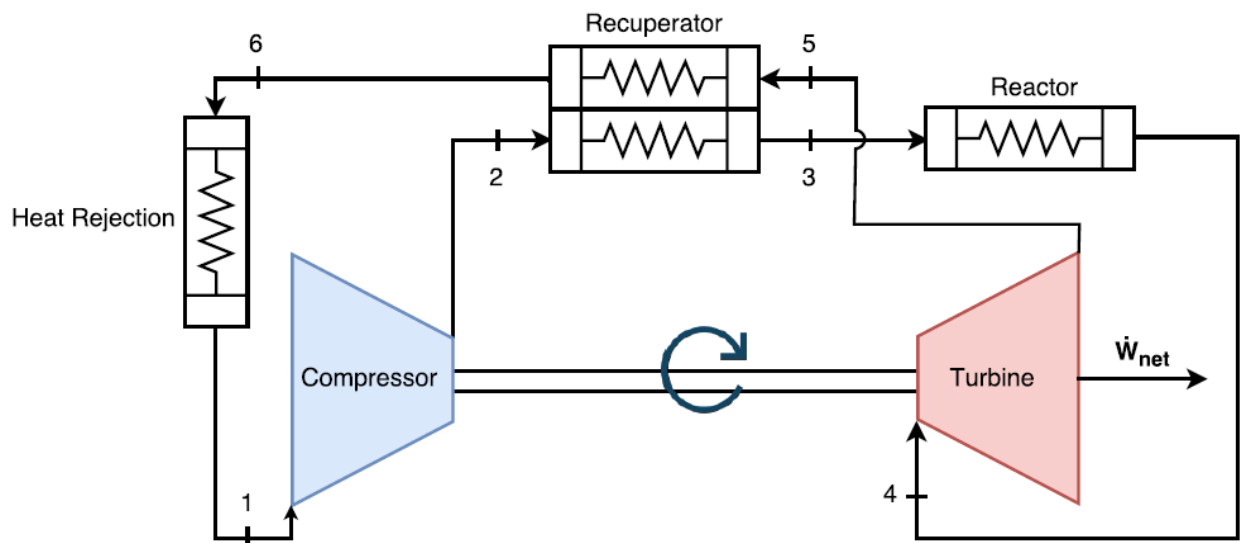 Recuperator
6
5
Reactor
2
3
Heat Rejection
Compressor
Turbine
Ẇnet
4
1